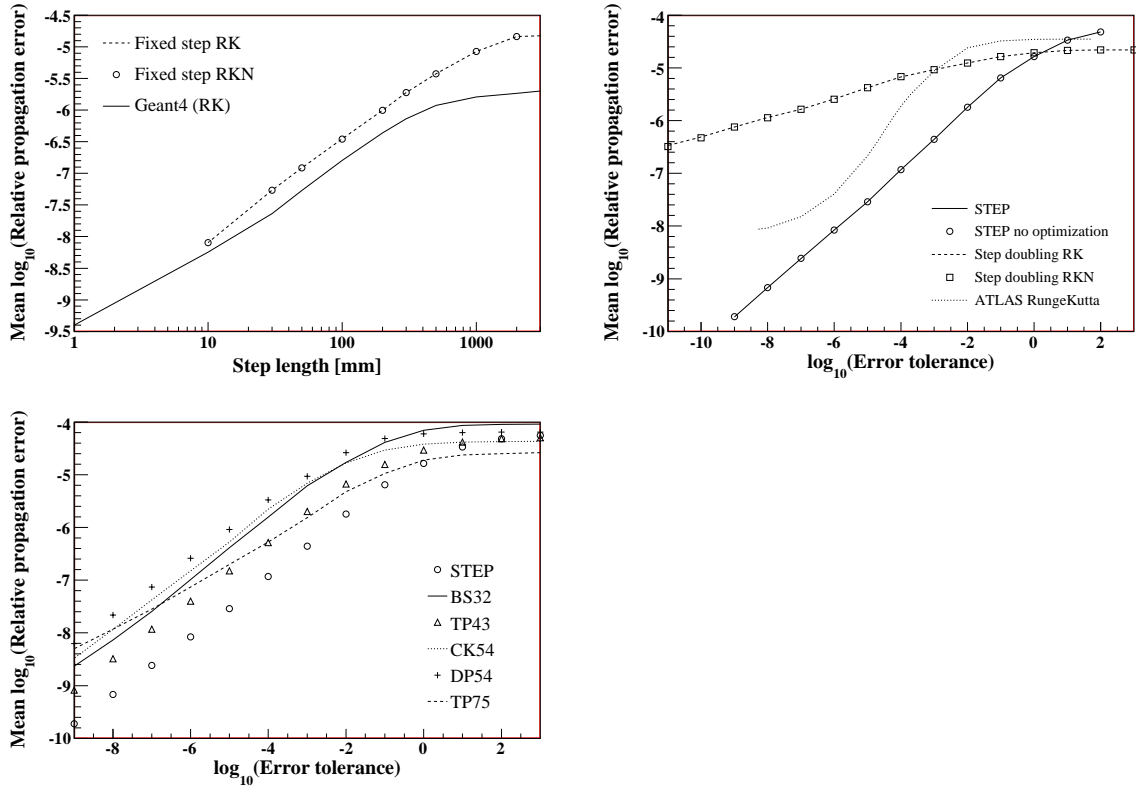 Mean log10(Relative propagation error)
-4.5
-5
-5.5
-6
-6.5
-7
-7.5
-8
-8.5
-9
-9.5
Fixed step RK
Fixed step RKN
Geant4 (RK)
1 10 100 1000
Step length [mm]
Mean log10(Relative propagation error)
-4
-5
-6
-7
-8
-9
-10
STEP
STEP no optimization
Step doubling RK
Step doubling RKN
ATLAS RungeKutta
-10 -8 -6 -4 -2 0 2
log10(Error tolerance)
Mean log10(Relative propagation error)
-4
-5
-6
-7
-8
-9
-10
STEP
BS32
TP43
CK54
DP54
TP75
-8 -6 -4 -2 0 2
log10(Error tolerance)